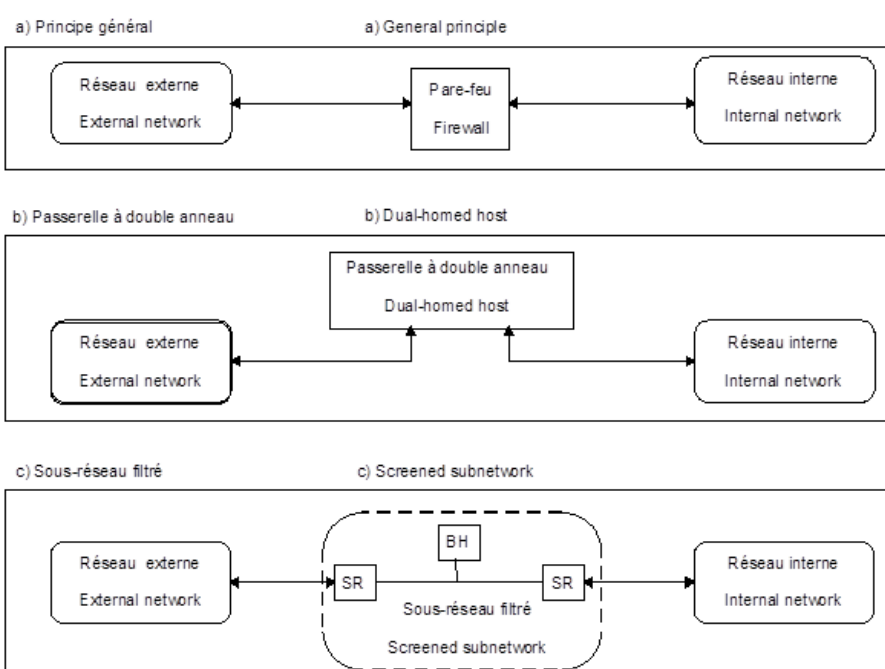 a) Principe général
a) General principle
Réseau externe
External network
Pare-feu
Firewall
Réseau interne
Internal network
b) Passerelle à double anneau
b) Dual-homed host
Passerelle à double anneau
Dual-homed host
Réseau externe
External network
Réseau interne
Internal network
c) Sous-réseau filtré
c) Screened subnetwork
Réseau externe
External network
SR
BH
SR
Sous-réseau filtré
Screened subnetwork
Réseau interne
Internal network